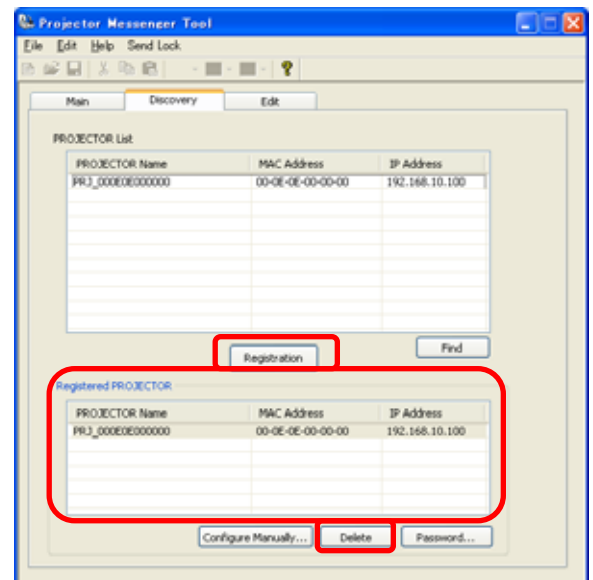 Projector Messenger Tool
File Edit Help Send Lock
Main Discovery Edit
PROJECTOR List
PROJECTOR Name MAC Address IP Address
PRJ_000E0E000000 00-0E-0E-00-00-00 192.168.10.100
Find
Registration
Registered PROJECTOR
PROJECTOR Name MAC Address IP Address
PRJ_000E0E000000 00-0E-0E-00-00-00 192.168.10.100
Configure Manually... Delete Password...